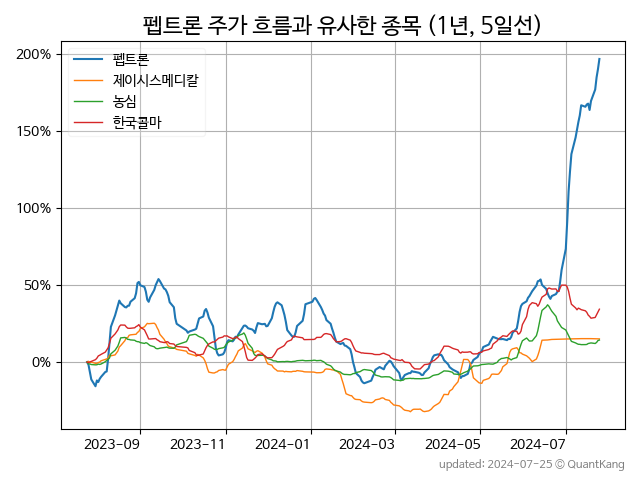 펩트론 주가 흐름과 유사한 종목 (1년, 5일선)
펩트론
제이시스메디칼
농심
한국콜마
200%
150%
100%
50%
0%
2023-09 2023-11 2024-01 2024-03 2024-05 2024-07
updated: 2024-07-25 © QuantKang